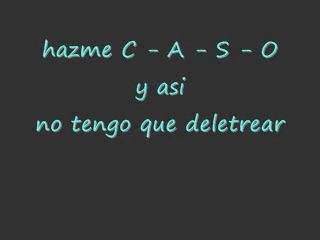 hazme C - A - S - O
y asi
no tengo que deletrear